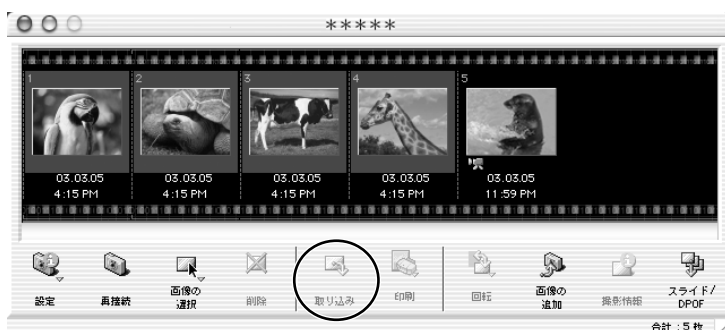 *****
1 2 3 4 5
03.03.05 03.03.05 03.03.05 03.03.05 03.03.05
4:15 PM 4:15 PM 4:15 PM 4:15 PM 11:59 PM
設定 再接続 画像の選択 削除 取り込み 印刷 回転 画像の追加 撮影情報 スライド/DPOF
合計 : 5 枚